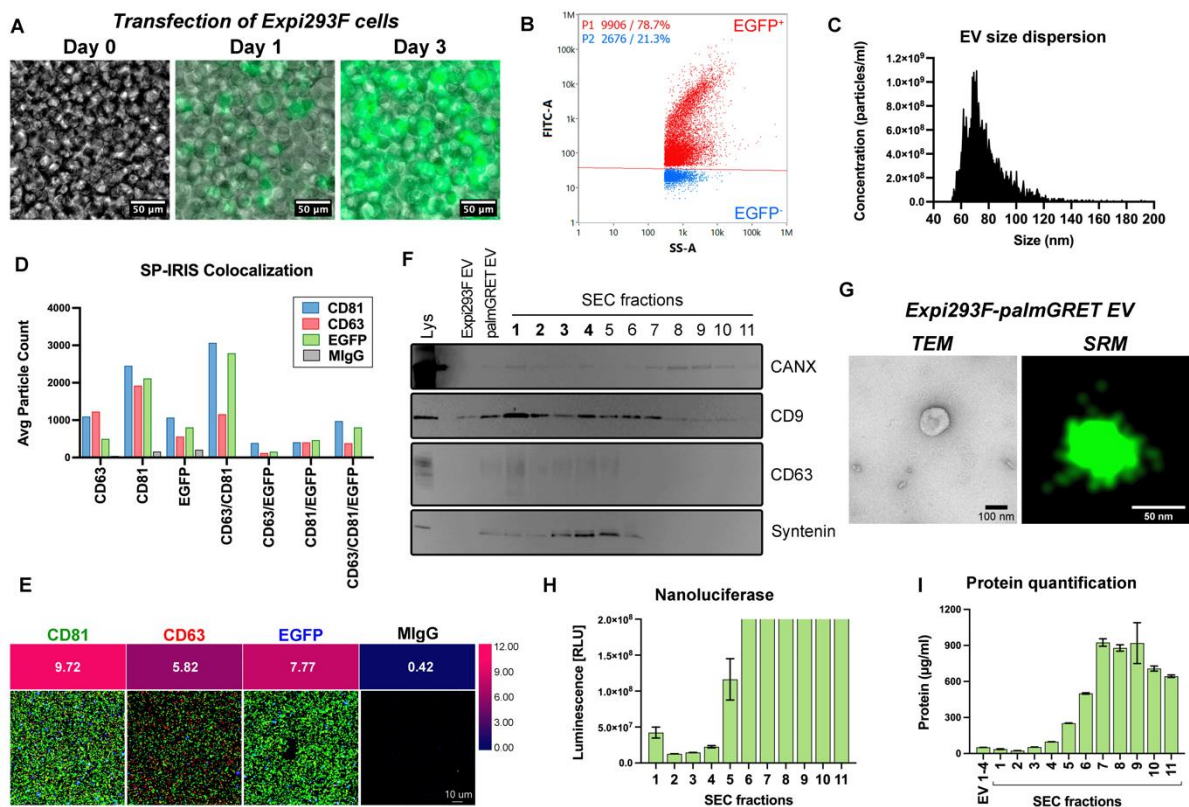 A
Transfection of Expi293F cells
Day 0
Day 1
Day 3
50 µm
50 µm
50 µm
B
P1 9906 / 78.7%
P2 2676 / 21.3%
EGFP+
EGFP-
FITC-A
1M
100k
10k
1k
100
10
1
1 10 100 1k 10k 100k 1M
SS-A
C
EV size dispersion
Concentration (particles/ml)
1.2×10⁹
1.0×10⁹
8.0×10⁸
6.0×10⁸
4.0×10⁸
2.0×10⁸
0
40 60 80 100 120 140 160 180 200
Size (nm)
D
SP-IRIS Colocalization
CD81
CD63
EGFP
MIgG
Avg Particle Count
4000
3000
2000
1000
0
CD63
CD81
EGFP
CD63/CD81
CD63/EGFP
CD81/EGFP
CD63/CD81/EGFP
E
CD81 CD63 EGFP MIgG
9.72 5.82 7.77 0.42
12.00
9.00
6.00
3.00
0.00
10 um
F
Lys
Expi293F EV
palmGRET EV
SEC fractions
1 2 3 4 5 6 7 8 9 10 11
CANX
CD9
CD63
Syntenin
G
Expi293F-palmGRET EV
TEM
SRM
100 nm
50 nm
H
Nanoluciferase
Luminescence [RLU]
2.0×10⁸
1.5×10⁸
1.0×10⁸
5.0×10⁷
0.0
1 2 3 4 5 6 7 8 9 10 11
SEC fractions
I
Protein quantification
Protein (µg/ml)
1200
900
600
300
0
EV 1-4
1 2 3 4 5 6 7 8 9 10 11
SEC fractions